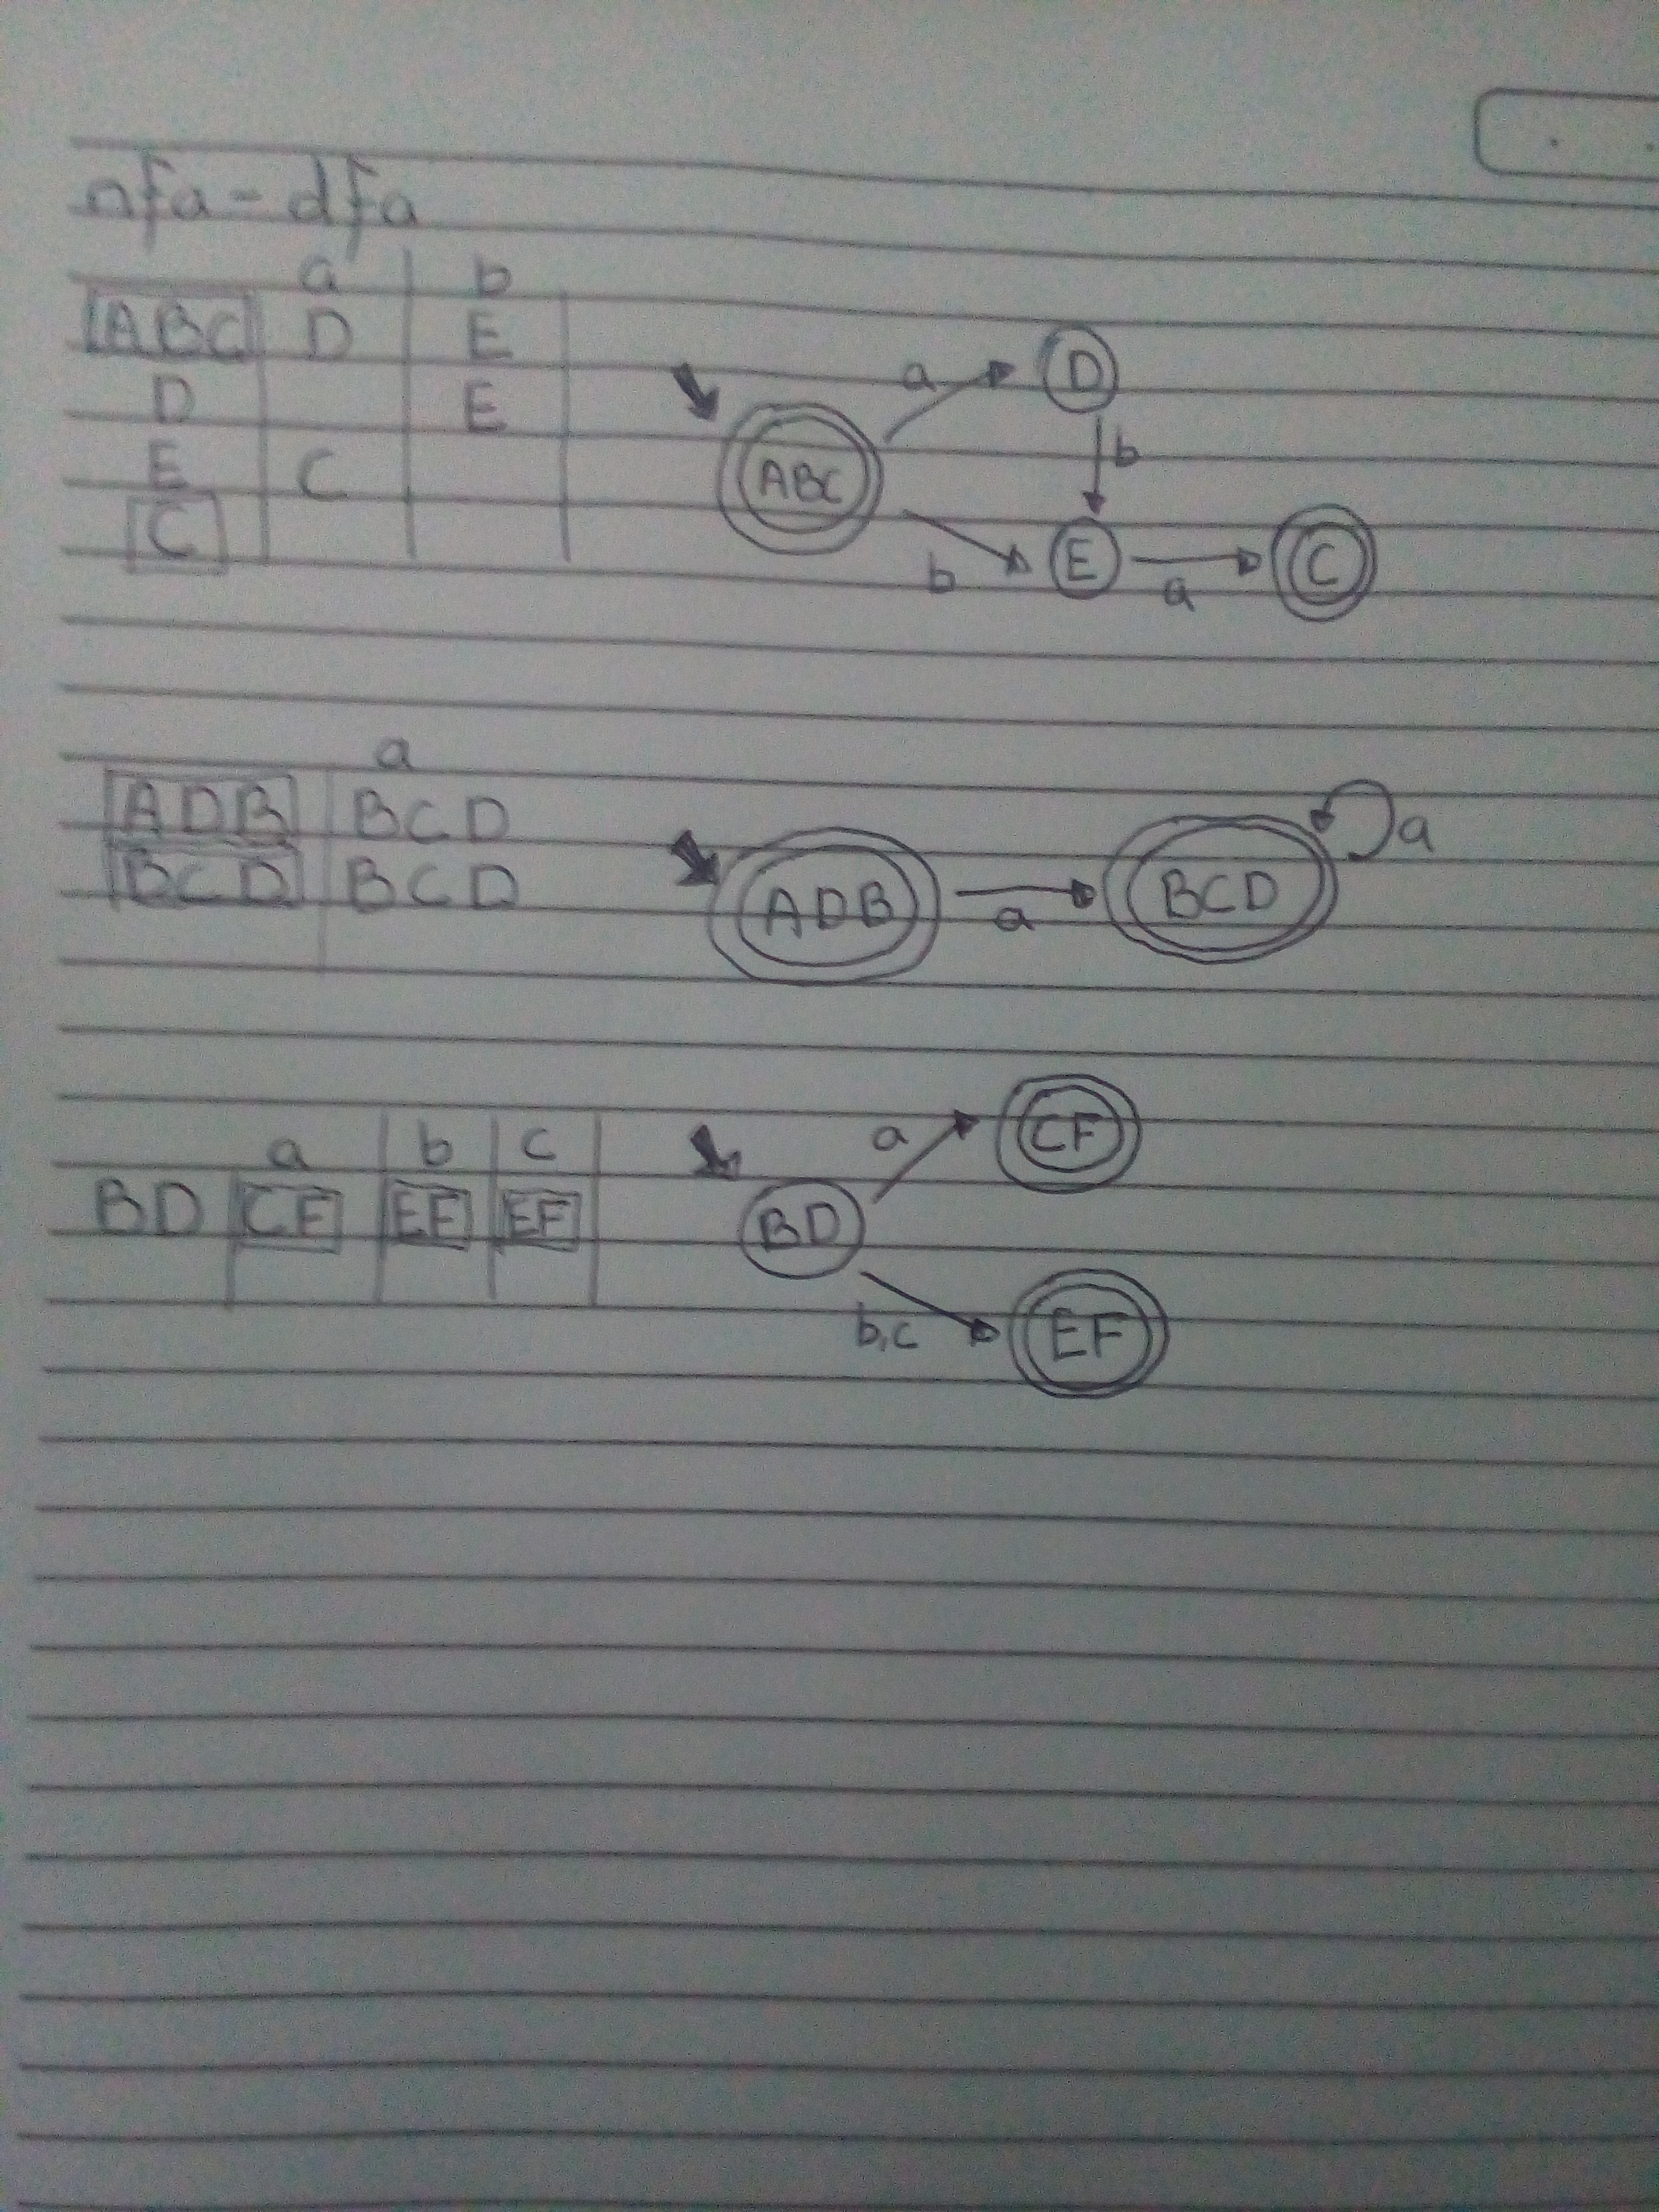 nfa - dfa
a b
ABC D E
D E
E C
C
a D
ABC b
b E a C
a
ADB BCD
BCD BCD
ADB a BCD a
a b c
BD CF EF EF
a CF
BD
b,c EF